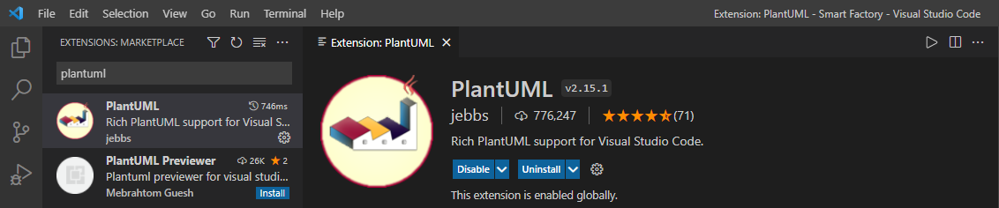 File Edit Selection View Go Run Terminal Help Extension: PlantUML - Smart Factory - Visual Studio Code
EXTENSIONS: MARKETPLACE
plantuml
PlantUML 746ms
Rich PlantUML support for Visual S...
jebbs
PlantUML Previewer 26K 2
Plantuml previewer for visual studi...
Mebrahtom Guesh Install
Extension: PlantUML
PlantUML v2.15.1
jebbs 776,247 (71)
Rich PlantUML support for Visual Studio Code.
Disable Uninstall
This extension is enabled globally.